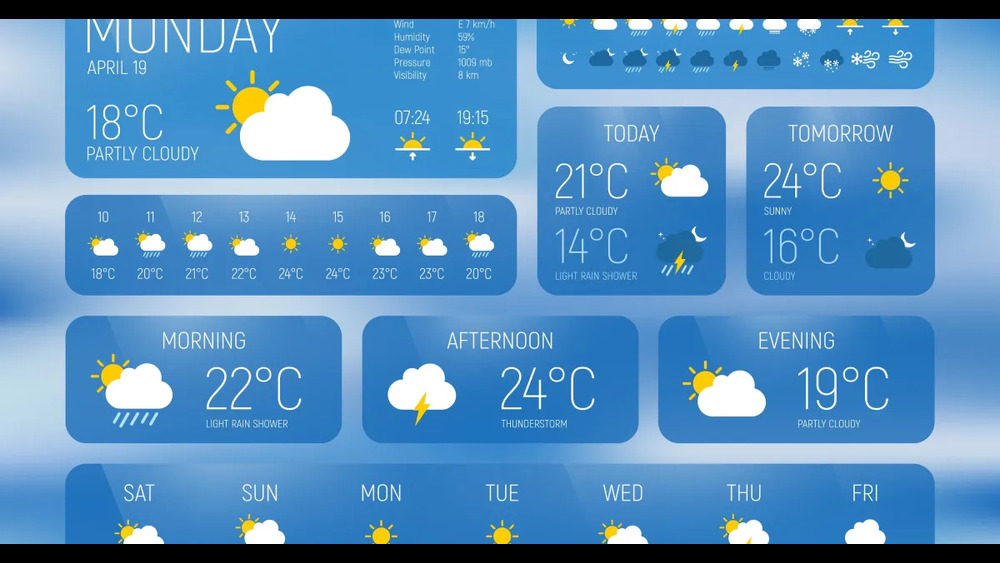 MONDAY
APRIL 19
18°C
PARTLY CLOUDY
Wind E 7 km/h
Humidity 59%
Dew Point 15°
Pressure 1009 mb
Visibility 8 km
07:24 19:15
10 11 12 13 14 15 16 17 18
18°C 20°C 21°C 22°C 24°C 24°C 23°C 23°C 20°C
TODAY
21°C
PARTLY CLOUDY
14°C
LIGHT RAIN SHOWER
TOMORROW
24°C
SUNNY
16°C
CLOUDY
MORNING
22°C
LIGHT RAIN SHOWER
AFTERNOON
24°C
THUNDERSTORM
EVENING
19°C
PARTLY CLOUDY
SAT SUN MON TUE WED THU FRI